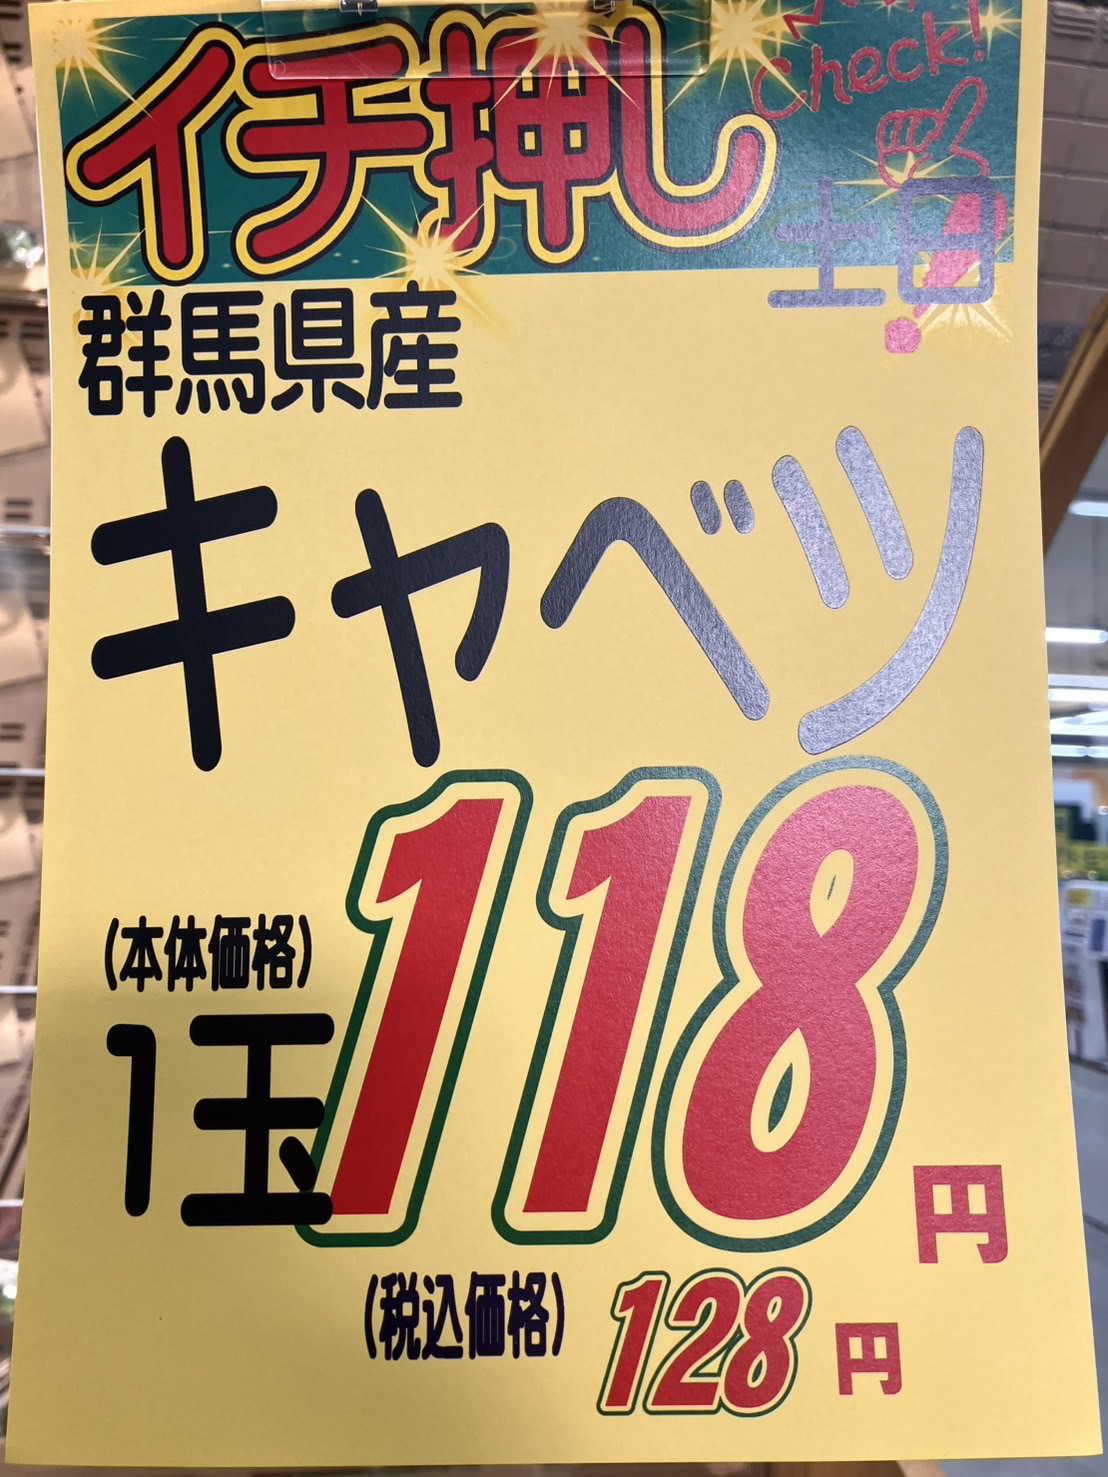 イチ押し
Check!
土日
群馬県産
キャベツ
(本体価格)
1玉 118円
(税込価格) 128円